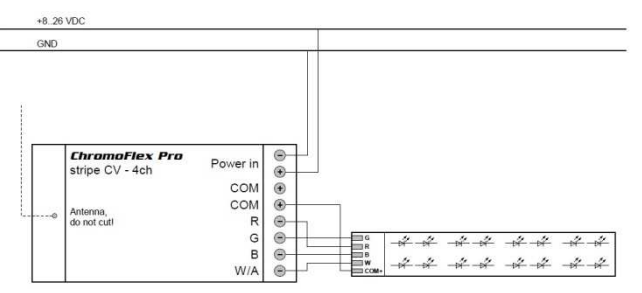 +8..26 VDC
GND
ChromoFlex Pro
stripe CV - 4ch
Power in
COM
COM
Antenna,
do not cut!
R
G
B
W/A
G
R
B
W
COM+